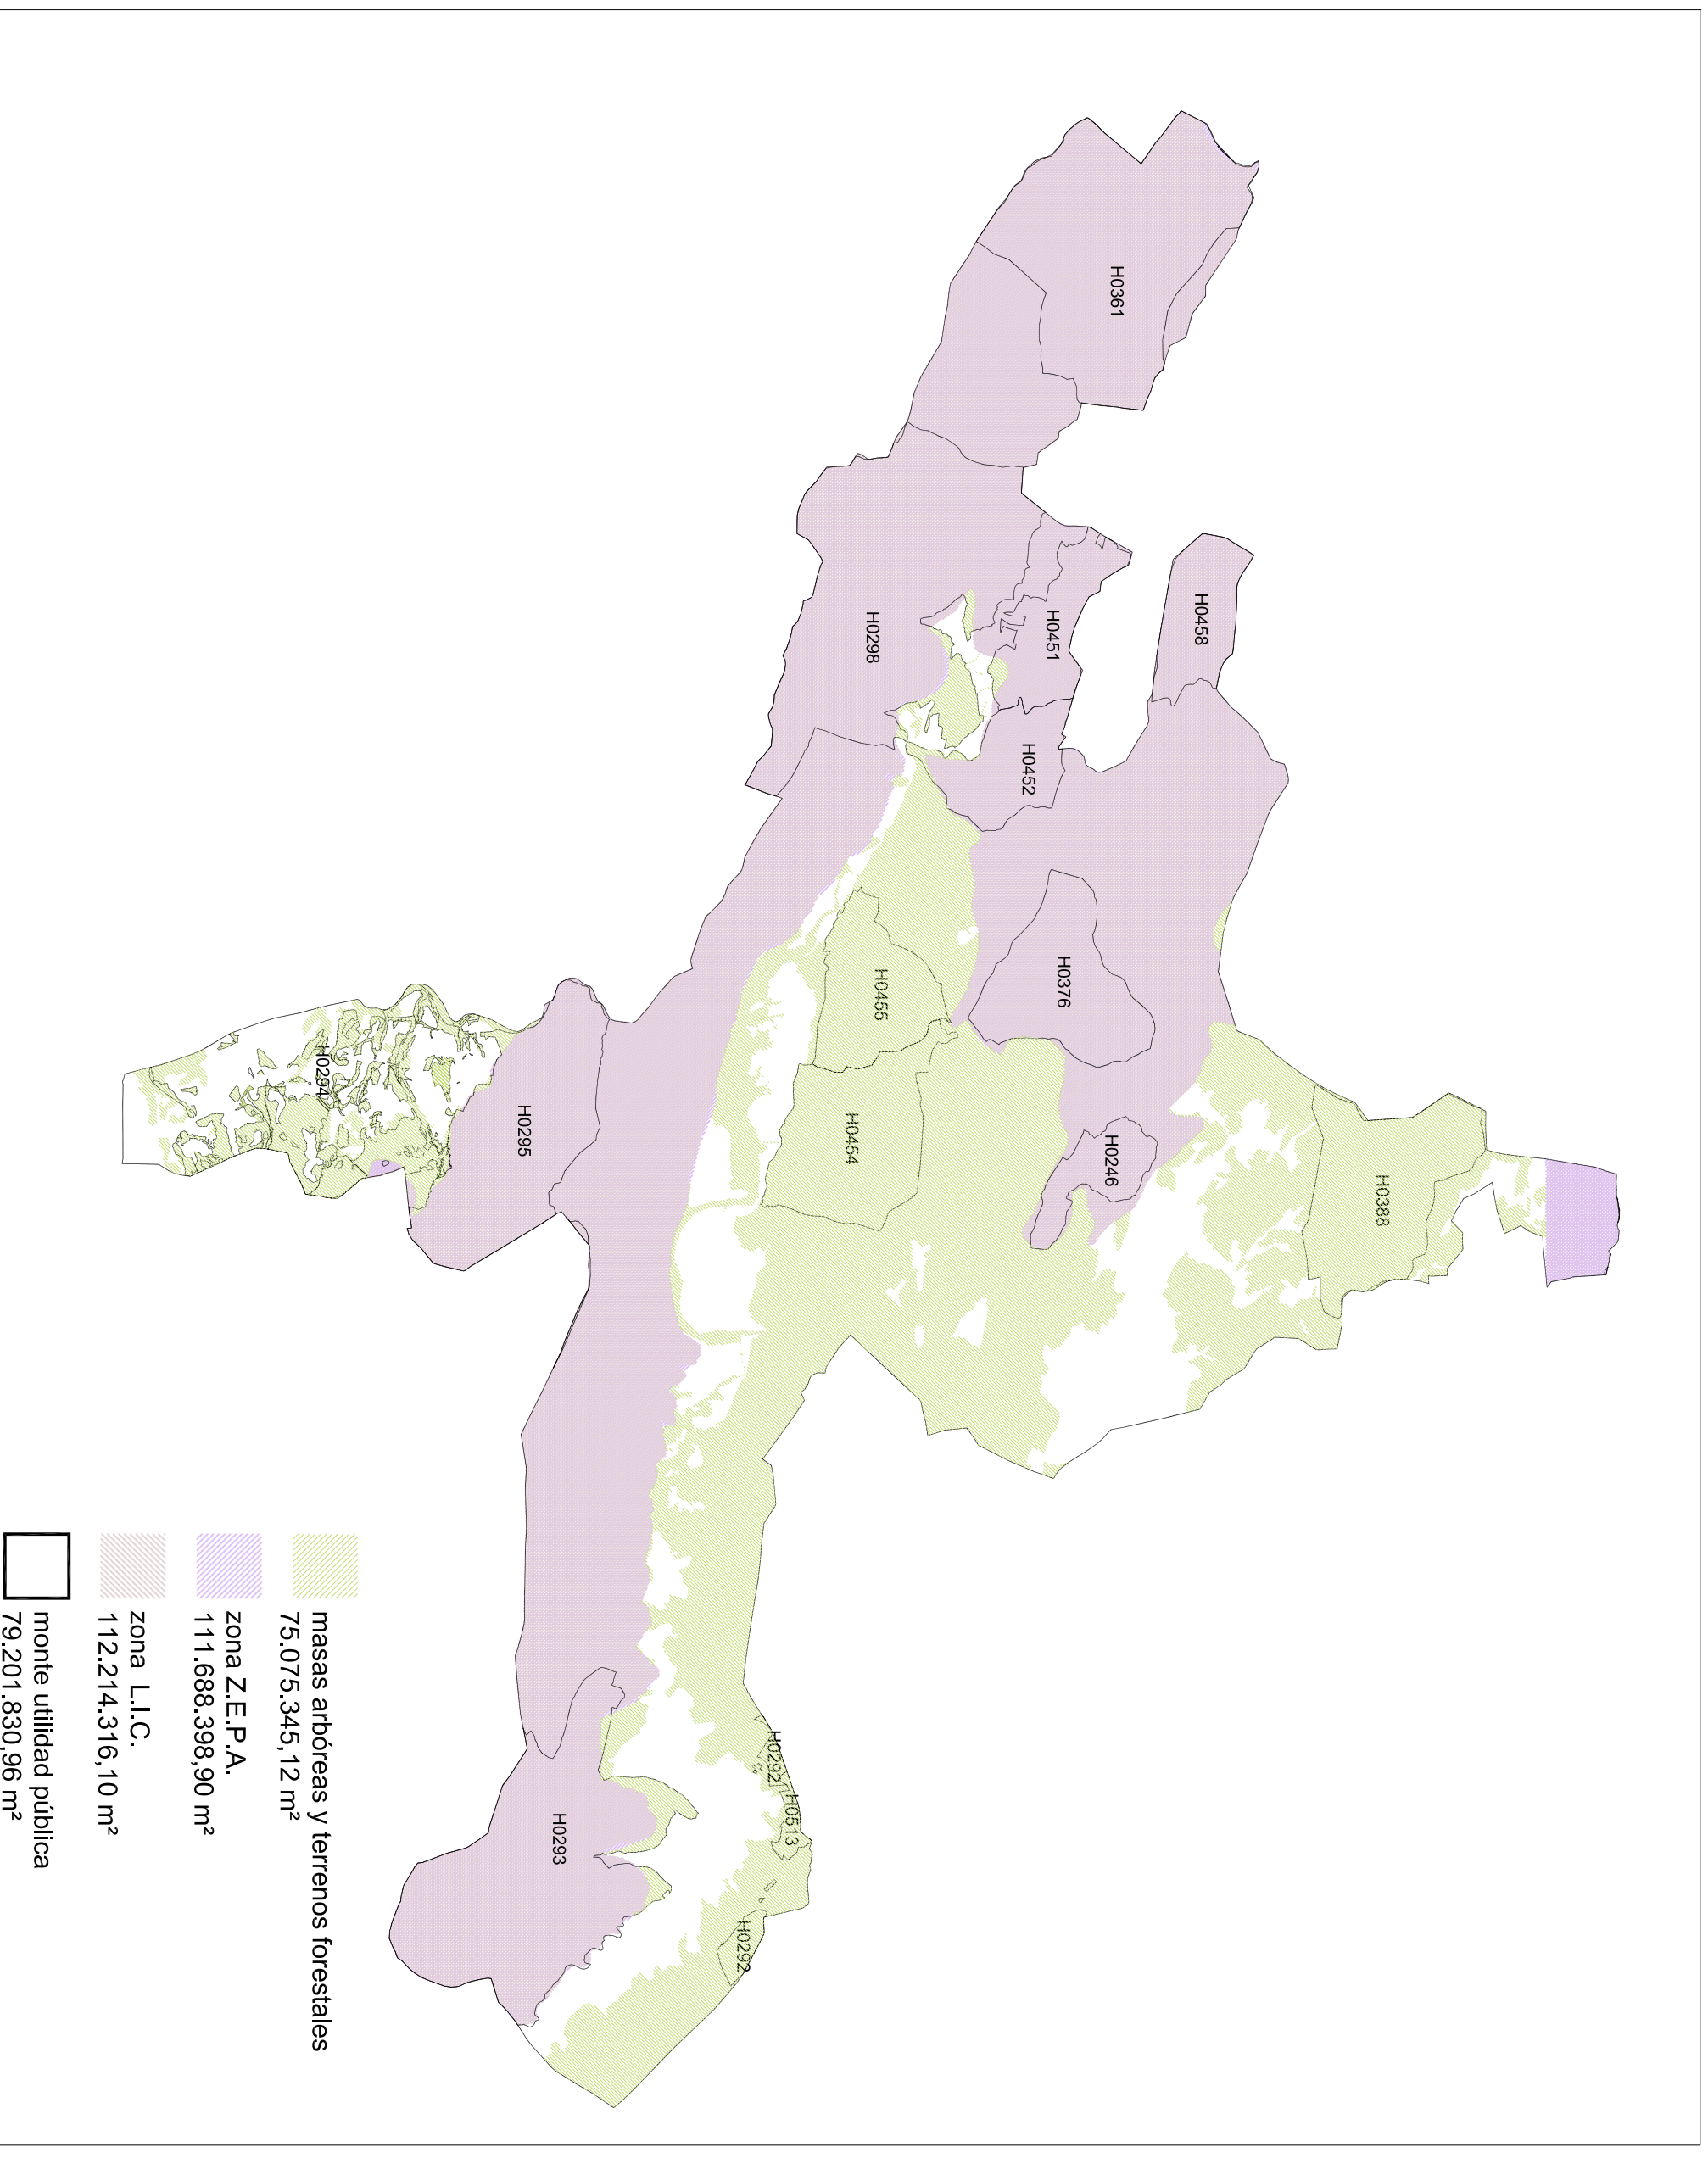 H0361
H0458
H0451
H0298
H0452
H0376
H0455
H0294
H0295
H0454
H0246
H0388
H0292
H0513
H0293
H0292
masas arbóreas y terrenos forestales
75.075.345,12 m²
zona Z.E.P.A.
111.688.398,90 m²
zona L.I.C.
112.214.316,10 m²
monte utilidad pública
79.201.830,96 m²